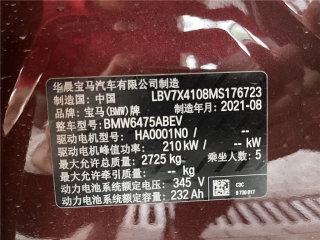 华晨宝马汽车有限公司制造
制造国：中国 LBV7X4108MS176723
品牌：宝马(BMW)牌 制造年月：2021-08
整车型号：BMW6475ABEV
驱动电机型号：HA0001N0 / --
驱动电机峰值功率：210 kW / -- kW
最大允许总质量：2725 kg 乘坐人数：5
最大允许牵引质量：-- kg
动力电池系统额定电压：345 V
动力电池系统额定容量：232 Ah